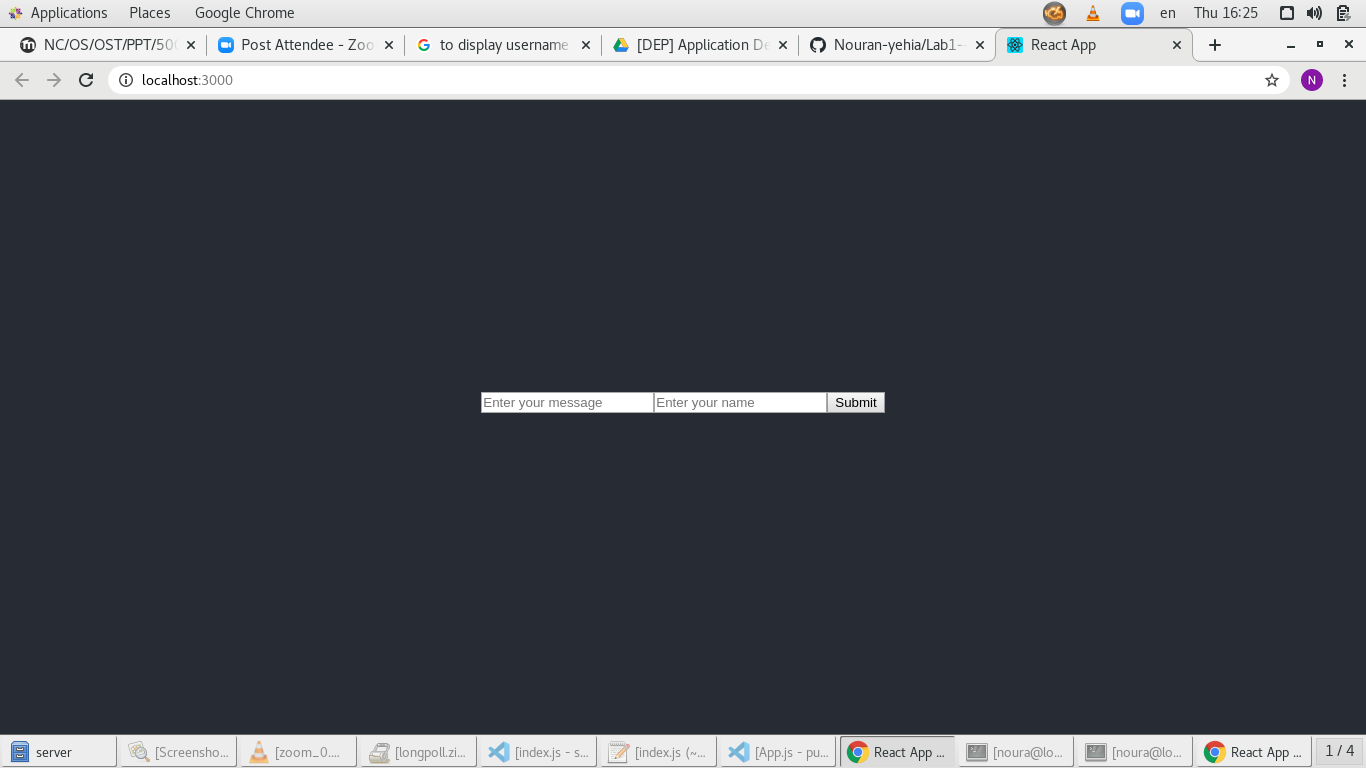 Applications Places Google Chrome en Thu 16:25
NC/OS/OST/PPT/50 Post Attendee - Zoo to display username [DEP] Application De Nouran-yehia/Lab1- React App
localhost:3000 N
Enter your message Enter your name Submit
server [Screensho... [zoom_0.... [longpoll.zi... [index.js - s... [index.js (~... [App.js - pu... React App ... [noura@lo... [noura@lo... React App ... 1 / 4